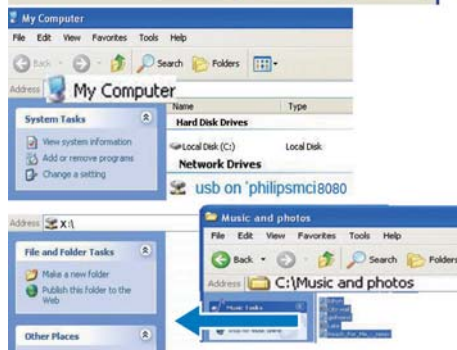 My Computer
File Edit View Favorites Tools Help
Back Search Folders
Address My Computer
Name Type
System Tasks
Hard Disk Drives
View system information
Local Disk (C:) Local Disk
Add or remove programs
Network Drives
Change a setting
usb on 'philipsmci8080
Address X:\
Music and photos
File and Folder Tasks
File Edit View Favorites Tools Help
Make a new folder
Back Search Folders
Publish this folder to the
Web
Address C:\Music and photos
Music Tasks
Other Places